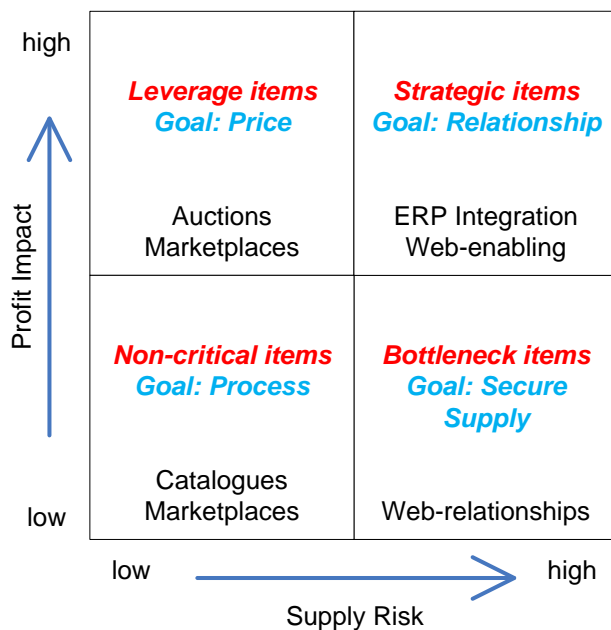 high
Leverage items
Goal: Price
Auctions
Marketplaces
Strategic items
Goal: Relationship
ERP Integration
Web-enabling
Profit Impact
Non-critical items
Goal: Process
Catalogues
Marketplaces
Bottleneck items
Goal: Secure
Supply
Web-relationships
low
low
high
Supply Risk